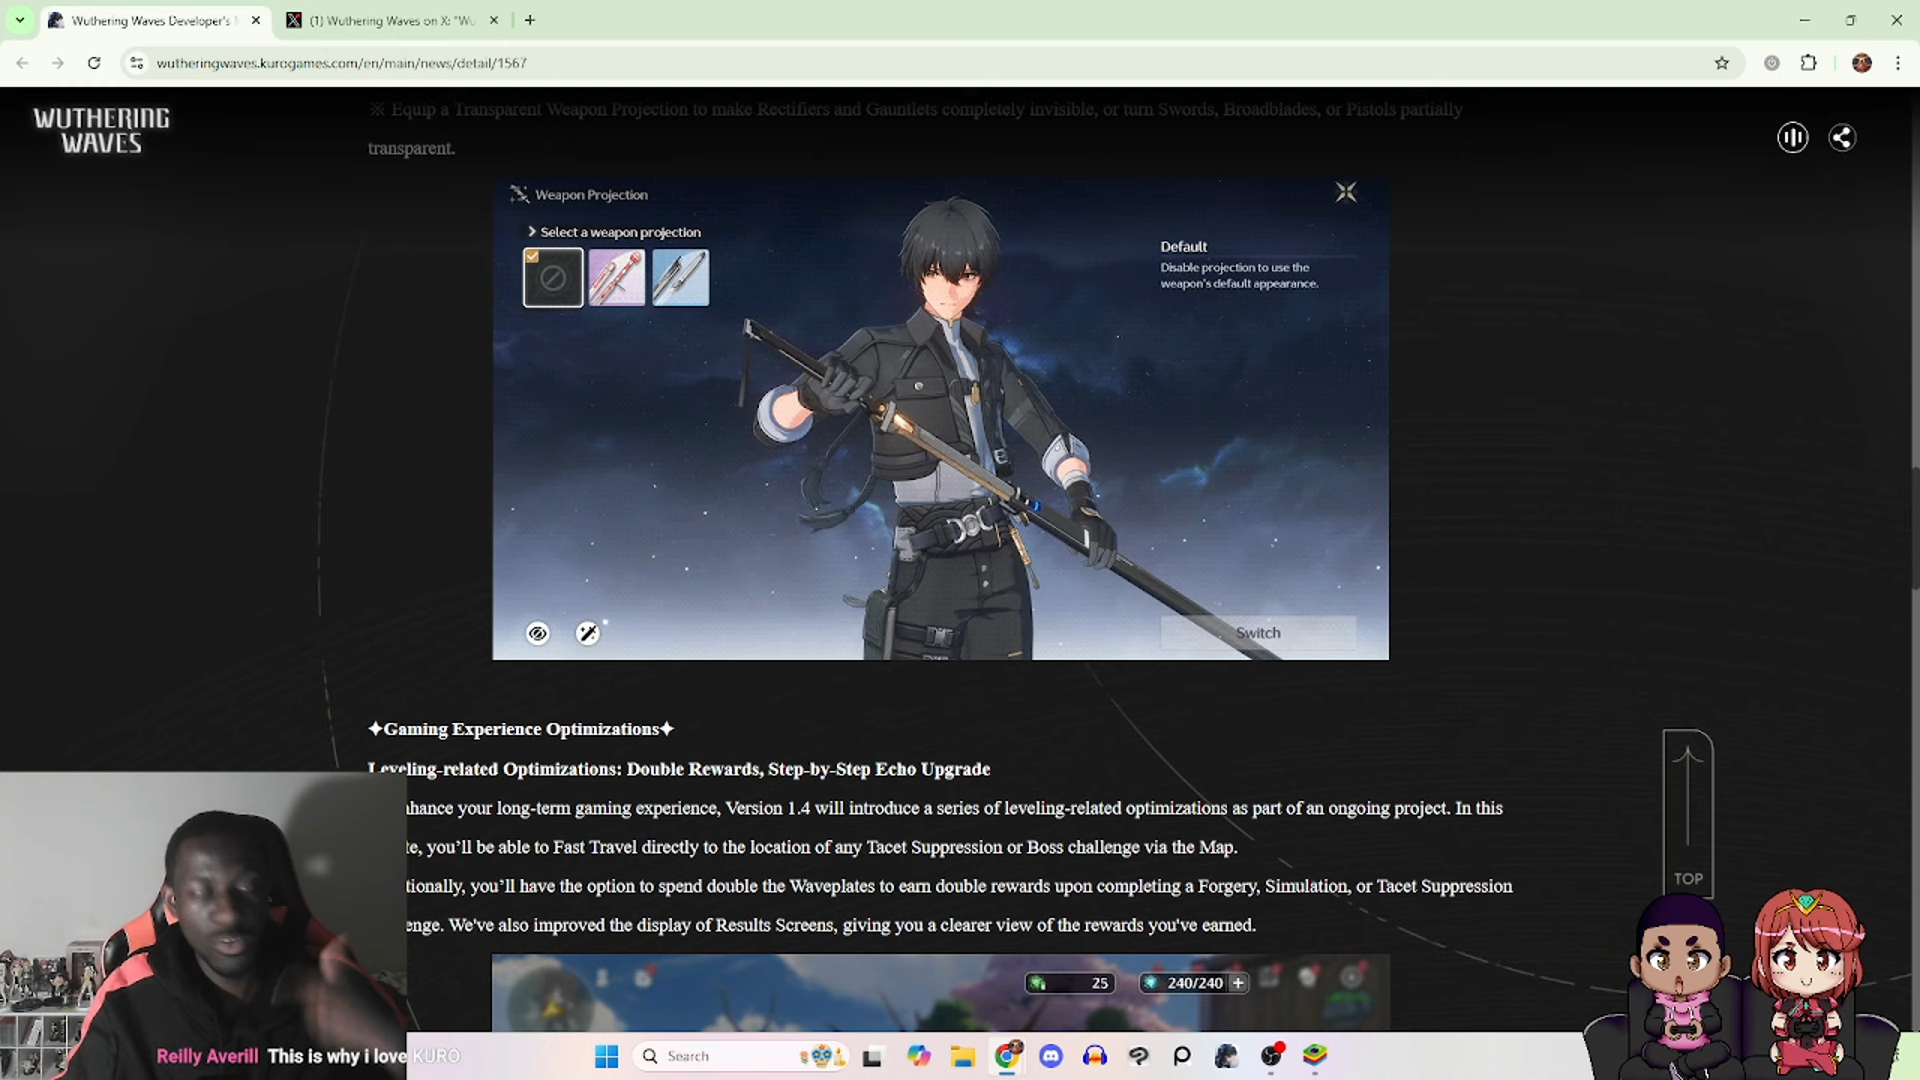 Wuthering Waves Developer's
(1) Wuthering Waves on X: "Wu
wutheringwaves.kurogames.com/en/main/news/detail/1567
WUTHERING
WAVES
※ Equip a Transparent Weapon Projection to make Rectifiers and Gauntlets completely invisible, or turn Swords, Broadblades, or Pistols partially
transparent.
Weapon Projection
Select a weapon projection
Default
Disable projection to use the
weapon's default appearance.
Switch
✦Gaming Experience Optimizations✦
Leveling-related Optimizations: Double Rewards, Step-by-Step Echo Upgrade
nhance your long-term gaming experience, Version 1.4 will introduce a series of leveling-related optimizations as part of an ongoing project. In this
te, you'll be able to Fast Travel directly to the location of any Tacet Suppression or Boss challenge via the Map.
tionally, you'll have the option to spend double the Waveplates to earn double rewards upon completing a Forgery, Simulation, or Tacet Suppression
enge. We've also improved the display of Results Screens, giving you a clearer view of the rewards you've earned.
TOP
25
240/240
Reilly Averill This is why i love KURO
Search